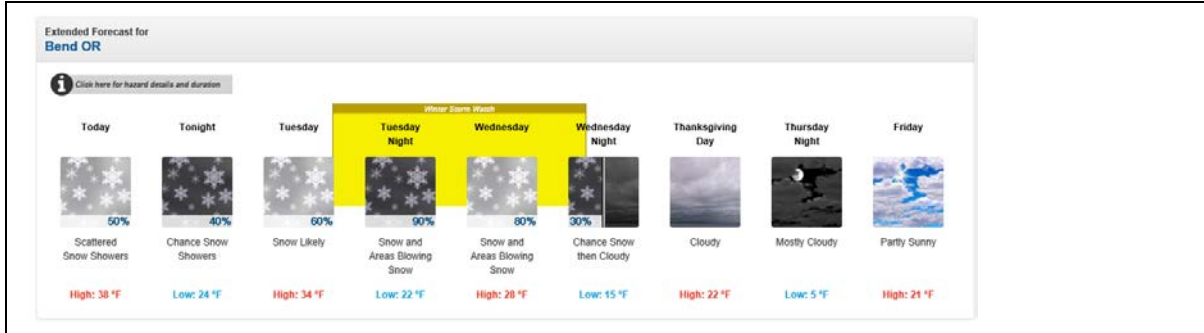 Extended Forecast for
Bend OR
Click here for hazard details and duration
Winter Storm Watch
Today
Tonight
Tuesday
Tuesday
Night
Wednesday
Wednesday
Night
Thanksgiving
Day
Thursday
Night
Friday
50%
40%
60%
90%
80%
30%
Scattered
Snow Showers
Chance Snow
Showers
Snow Likely
Snow and
Areas Blowing
Snow
Snow and
Areas Blowing
Snow
Chance Snow
then Cloudy
Cloudy
Mostly Cloudy
Partly Sunny
High: 38 °F
Low: 24 °F
High: 34 °F
Low: 22 °F
High: 28 °F
Low: 15 °F
High: 22 °F
Low: 5 °F
High: 21 °F